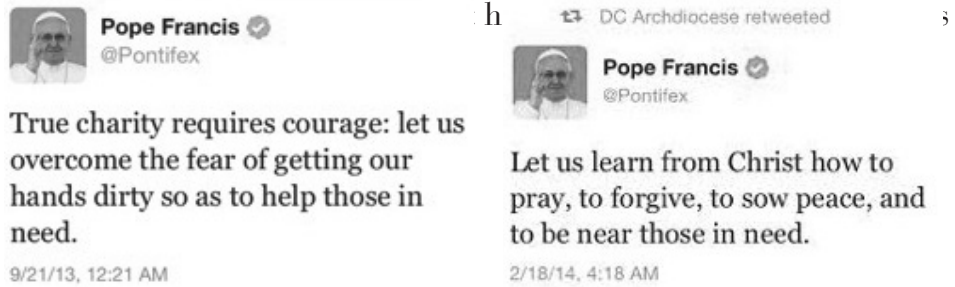 Pope Francis
@Pontifex
True charity requires courage: let us
overcome the fear of getting our
hands dirty so as to help those in
need.
9/21/13, 12:21 AM
h
DC Archdiocese retweeted
s
Pope Francis
@Pontifex
Let us learn from Christ how to
pray, to forgive, to sow peace, and
to be near those in need.
2/18/14, 4:18 AM